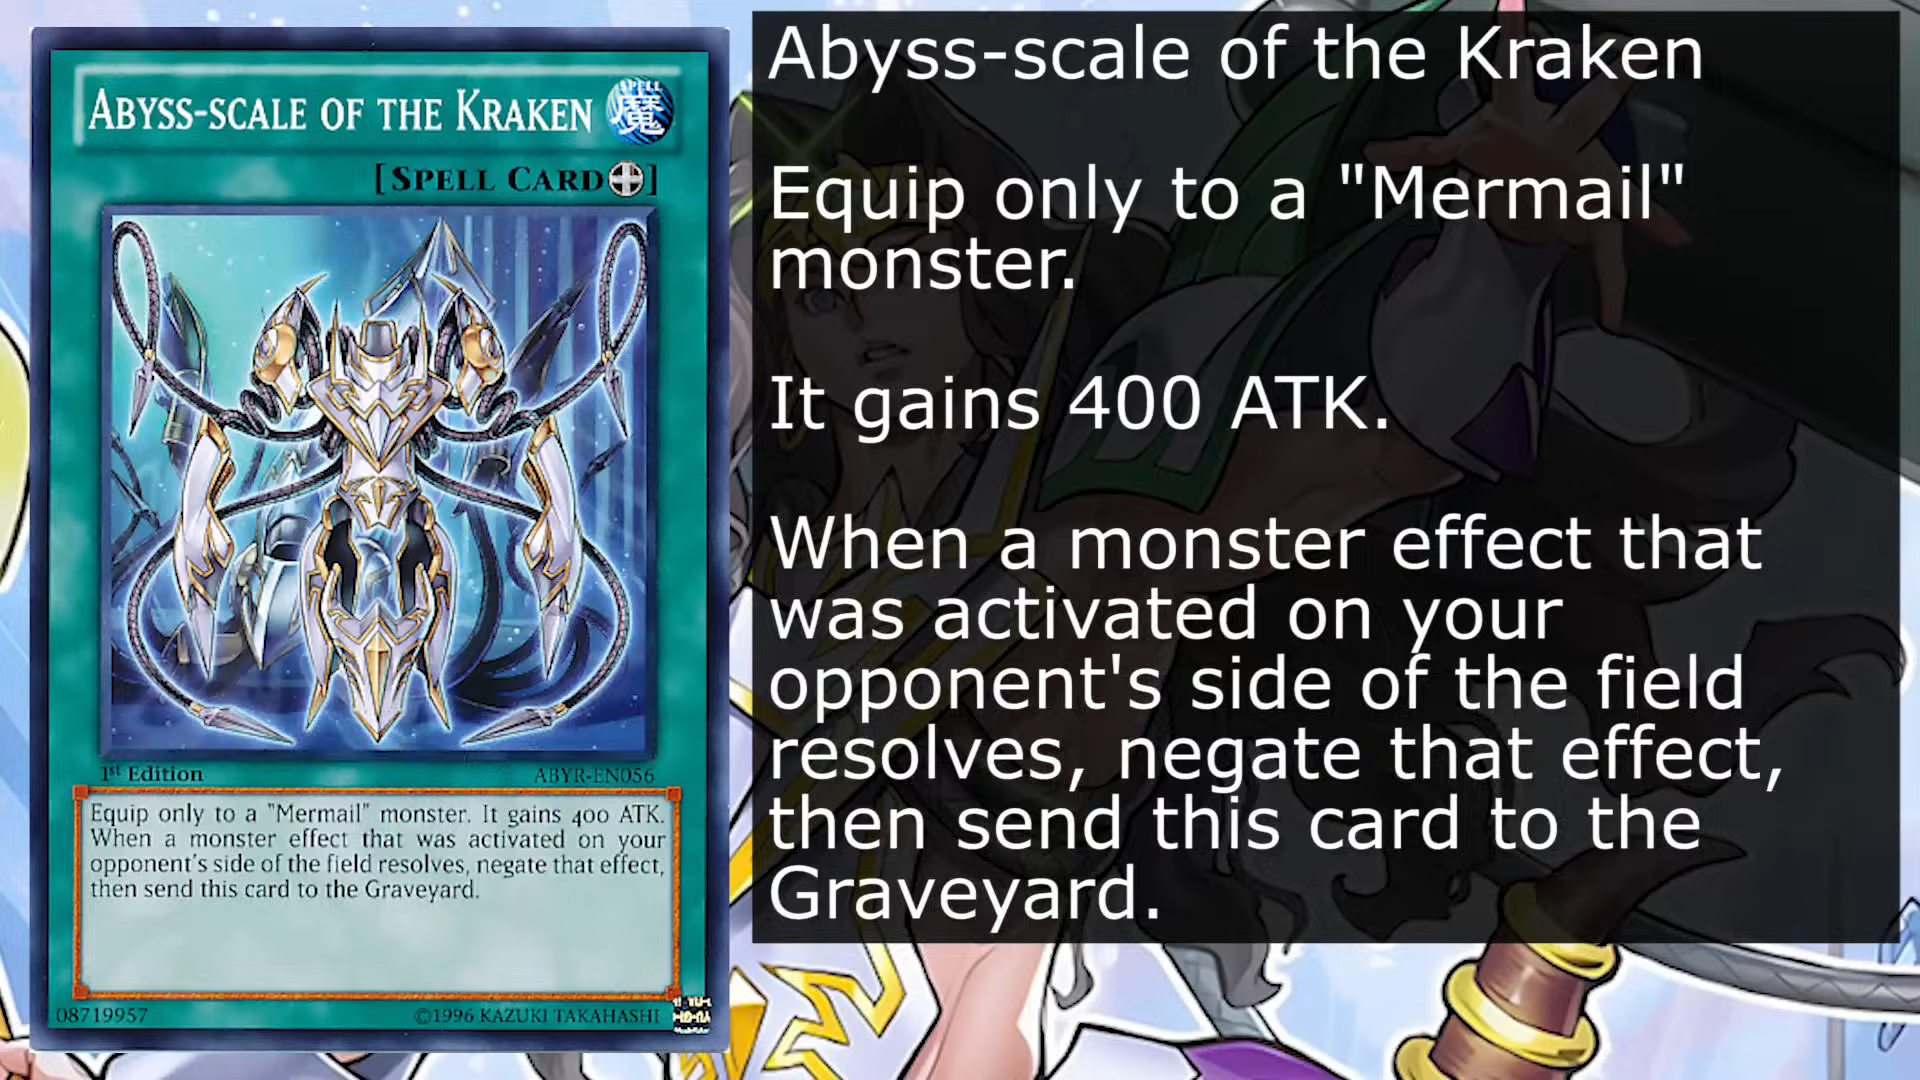 ABYSS-SCALE OF THE KRAKEN
SPELL
魔
[SPELL CARD]
1st Edition
ABYR-EN056
Equip only to a "Mermail" monster. It gains 400 ATK.
When a monster effect that was activated on your
opponent's side of the field resolves, negate that effect,
then send this card to the Graveyard.
08719957
©1996 KAZUKI TAKAHASHI
Abyss-scale of the Kraken
Equip only to a "Mermail"
monster.
It gains 400 ATK.
When a monster effect that
was activated on your
opponent's side of the field
resolves, negate that effect,
then send this card to the
Graveyard.